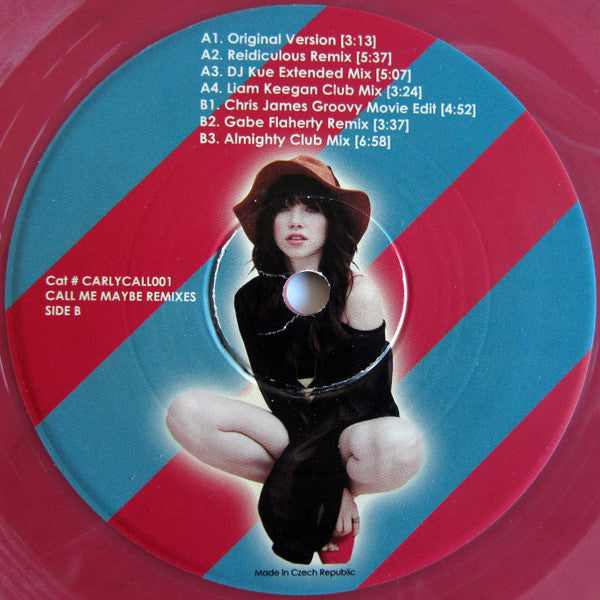 A1. Original Version [3:13]
A2. Reidiculous Remix [5:37]
A3. DJ Kue Extended Mix [5:07]
A4. Liam Keegan Club Mix [3:24]
B1. Chris James Groovy Movie Edit [4:52]
B2. Gabe Flaherty Remix [3:37]
B3. Almighty Club Mix [6:58]
Cat # CARLYCALL001
CALL ME MAYBE REMIXES
SIDE B
Made In Czech Republic